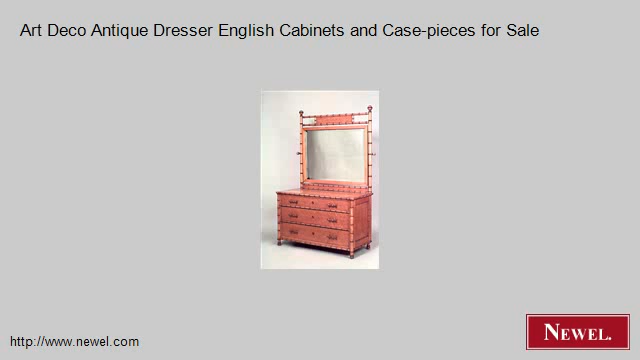 Art Deco Antique Dresser English Cabinets and Case-pieces for Sale
http://www.newel.com
NEWEL.